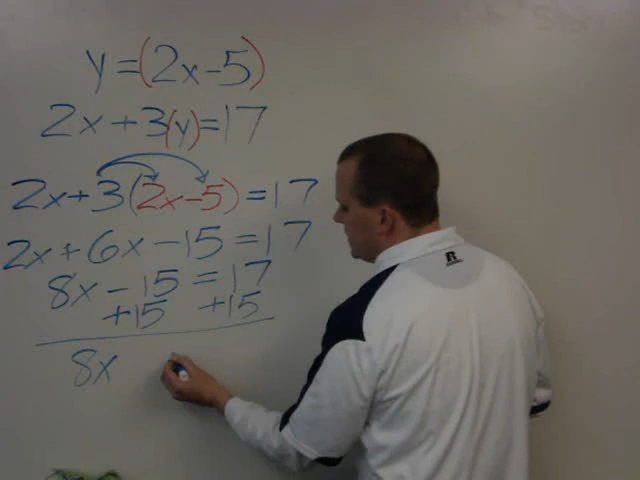 y=(2x-5)
2x+3(y)=17
2x+3(2x-5)=17
2x+6x-15=17
8x-15=17
+15 +15
8x
R